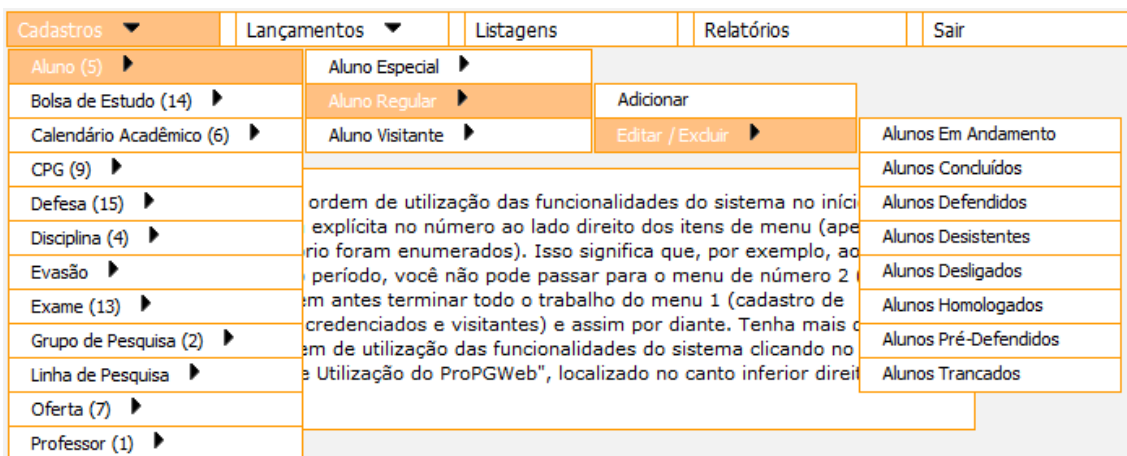 Cadastros Lançamentos Listagens Relatórios Sair
Aluno (5)
Bolsa de Estudo (14)
Calendário Acadêmico (6)
CPG (9)
Defesa (15)
Disciplina (4)
Evasão
Exame (13)
Grupo de Pesquisa (2)
Linha de Pesquisa
Oferta (7)
Professor (1)
Aluno Especial
Aluno Regular
Aluno Visitante
Adicionar
Editar / Excluir
Alunos Em Andamento
Alunos Concluídos
Alunos Defendidos
Alunos Desistentes
Alunos Desligados
Alunos Homologados
Alunos Pré-Defendidos
Alunos Trancados
ordem de utilização das funcionalidades do sistema no iníci
explícita no número ao lado direito dos itens de menu (ape
rio foram enumerados). Isso significa que, por exemplo, ao
período, você não pode passar para o menu de número 2 (
em antes terminar todo o trabalho do menu 1 (cadastro de
credenciados e visitantes) e assim por diante. Tenha mais
em de utilização das funcionalidades do sistema clicando no
e Utilização do ProPGWeb", localizado no canto inferior direit